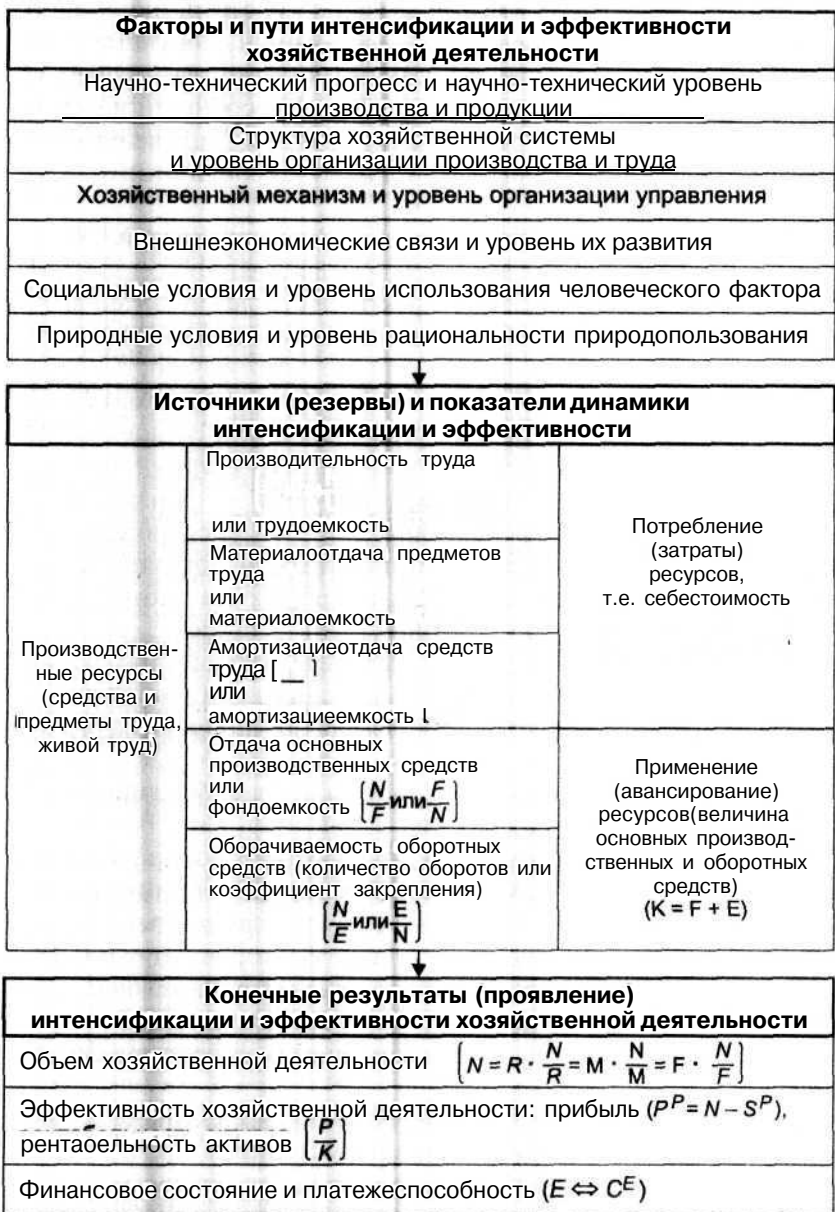 Факторы и пути интенсификации и эффективности
хозяйственной деятельности
Научно-технический прогресс и научно-технический уровень
производства и продукции
Структура хозяйственной системы
и уровень организации производства и труда
Хозяйственный механизм и уровень организации управления
Внешнеэкономические связи и уровень их развития
Социальные условия и уровень использования человеческого фактора
Природные условия и уровень рациональности природопользования
Источники (резервы) и показатели динамики
интенсификации и эффективности
Производствен-
ные ресурсы
(средства и
предметы труда,
живой труд)
Производительность труда
или трудоемкость
Материалоотдача предметов
труда
или
материалоемкость
Амортизациеотдача средств
труда [
или
амортизациеемкость
Отдача основных
производственных средств
или
фондоемкость (N/F или F/N)
Оборачиваемость оборотных
средств (количество оборотов или
коэффициент закрепления)
(N/E или E/N)
Потребление
(затраты)
ресурсов,
т.е. себестоимость
Применение
(авансирование)
ресурсов(величина
основных производ-
ственных и оборотных
средств)
(K = F + E)
Конечные результаты (проявление)
интенсификации и эффективности хозяйственной деятельности
Объем хозяйственной деятельности (N = R · N/R = M · N/M = F · N/F)
Эффективность хозяйственной деятельности: прибыль (P^P = N – S^P),
рентаоельность активов (P/K)
Финансовое состояние и платежеспособность (E ⇔ C^E)